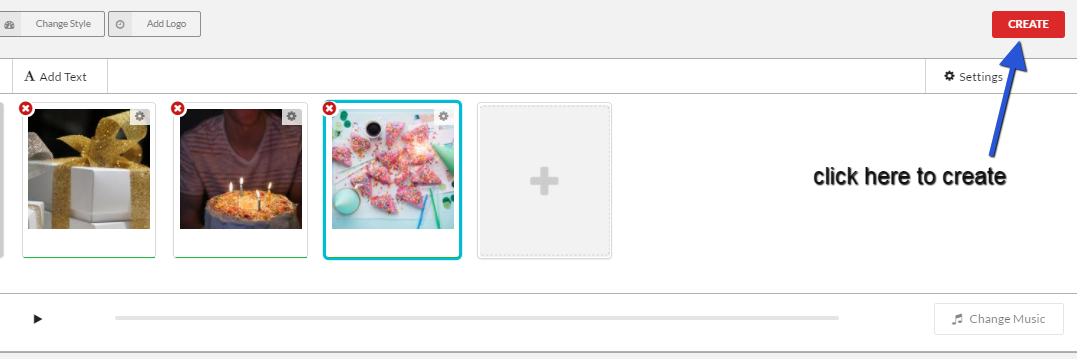 Change Style
Add Logo
CREATE
A Add Text
Settings
click here to create
Change Music